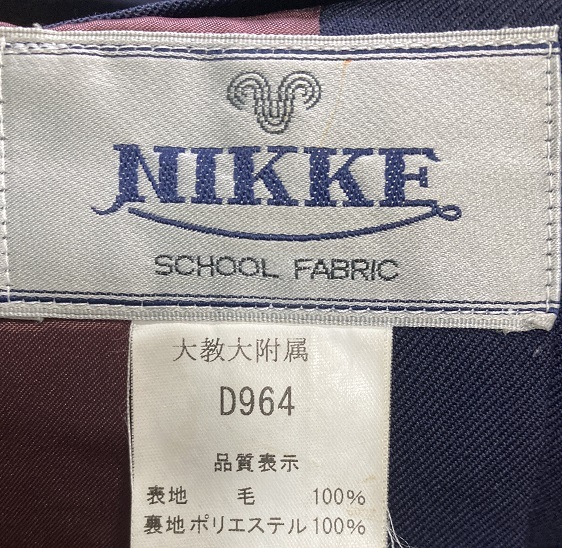 NIKKE
SCHOOL FABRIC
大教大附属
D964
品質表示
表地 毛 100%
裏地ポリエステル100%